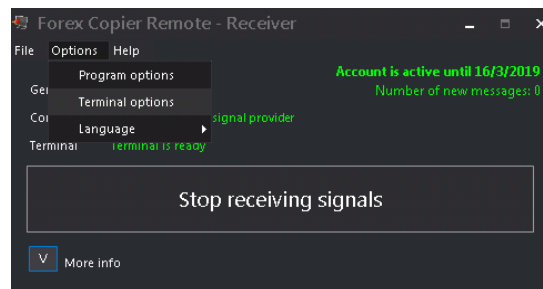 Forex Copier Remote - Receiver
File Options Help
Program options
Terminal options
Language
Account is active until 16/3/2019
Number of new messages: 0
signal provider
Terminal Terminal is ready
Stop receiving signals
V More info